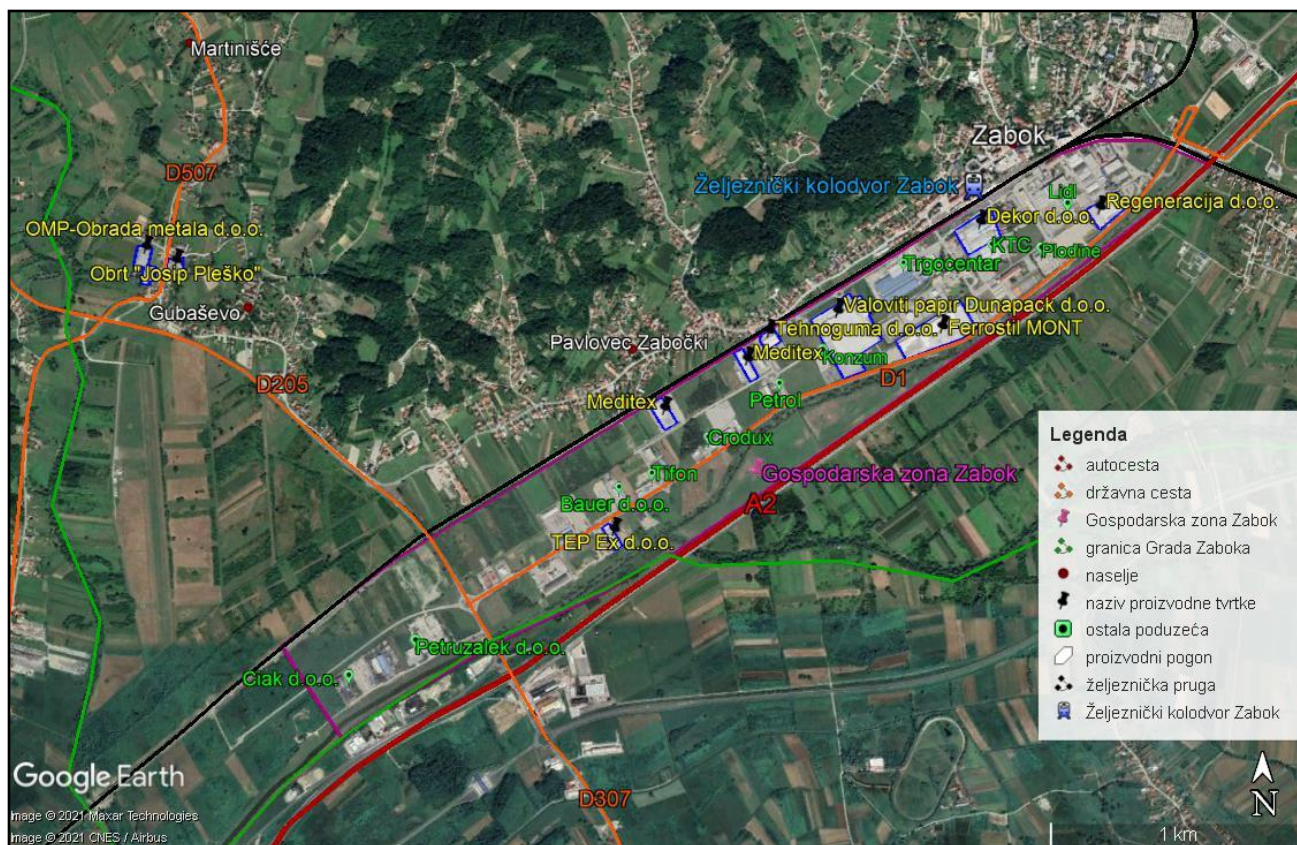 Martinišće
D507
Zabok
Željeznički kolodvor Zabok
Lidl
Regeneracija d.o.o.
Dekor d.o.o.
OMP-Obrada metala d.o.o.
KTC
Plodine
Trgocentar
Obrt "Josip Pleško"
Gubaševo
Valoviti papir Dunapack d.o.o.
Tehnoguma d.o.o.
Ferrostil MONT
Pavlovec Zabočki
Meditex
Konzum
D205
D1
Petrol
Meditex
Crodux
Tifon
Gospodarska zona Zabok
Bauer d.o.o.
A2
TEP Ex d.o.o.
Petruzalek d.o.o.
Ciak d.o.o.
D307
Legenda
autocesta
državna cesta
Gospodarska zona Zabok
granica Grada Zaboka
naselje
naziv proizvodne tvrtke
ostala poduzeća
proizvodni pogon
željeznička pruga
Željeznički kolodvor Zabok
Google Earth
Image © 2021 Maxar Technologies
Image © 2021 CNES / Airbus
N
1 km